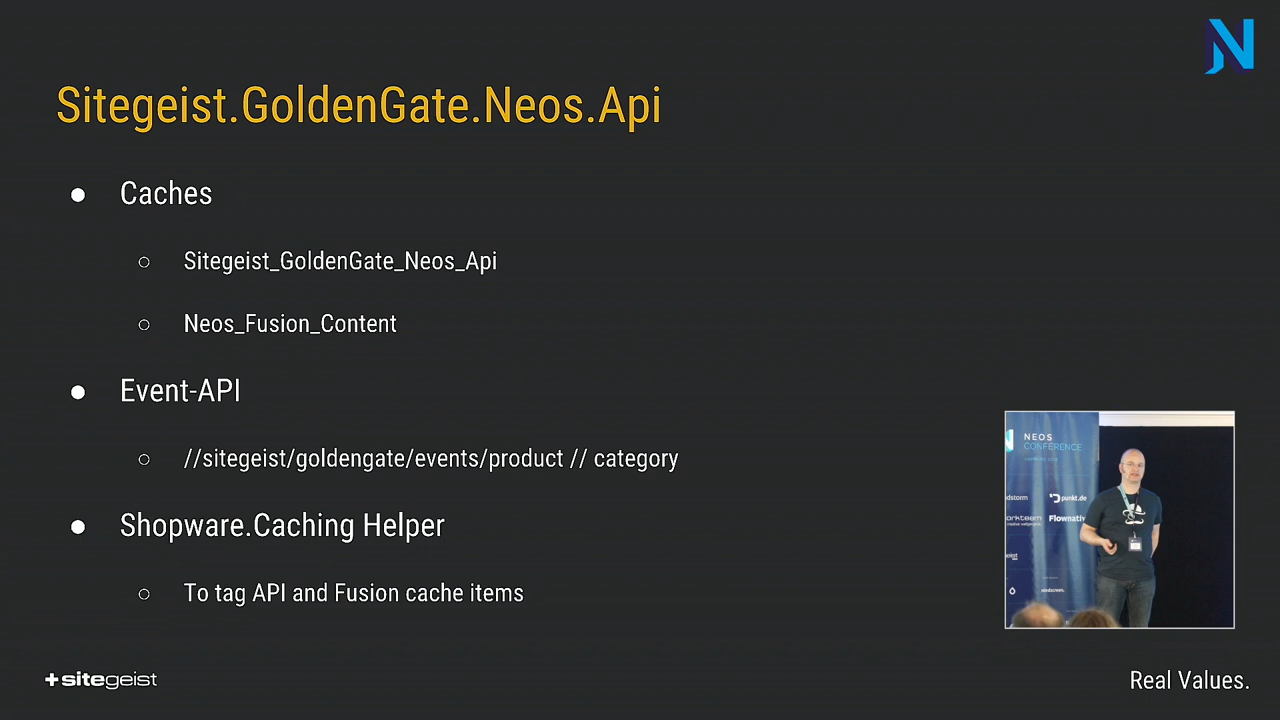 Sitegeist.GoldenGate.Neos.Api
● Caches
○ Sitegeist_GoldenGate_Neos_Api
○ Neos_Fusion_Content
● Event-API
○ //sitegeist/goldengate/events/product // category
● Shopware.Caching Helper
○ To tag API and Fusion cache items
NEOS
CONFERENCE
punkt.de
Flownati
+sitegeist
Real Values.